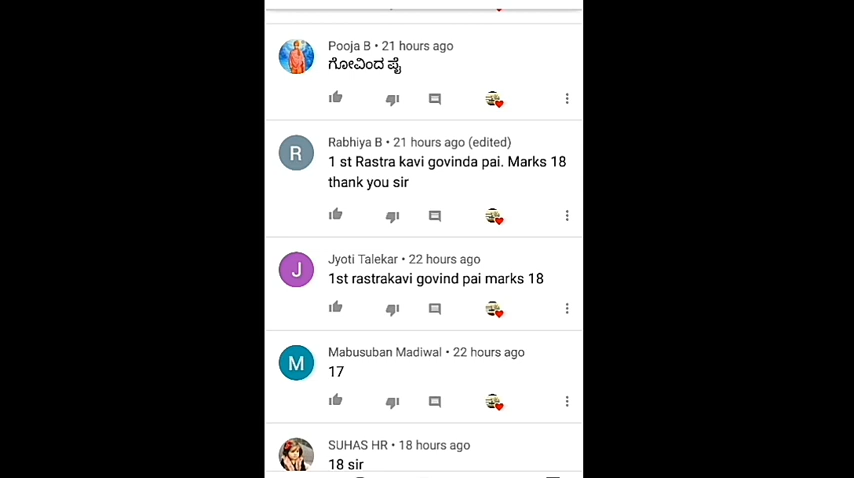 Pooja B • 21 hours ago
ಗೋವಿಂದ ಪೈ
R
Rabhiya B • 21 hours ago (edited)
1 st Rastra kavi govinda pai. Marks 18
thank you sir
J
Jyoti Talekar • 22 hours ago
1st rastrakavi govind pai marks 18
M
Mabusuban Madiwal • 22 hours ago
17
SUHAS HR • 18 hours ago
18 sir